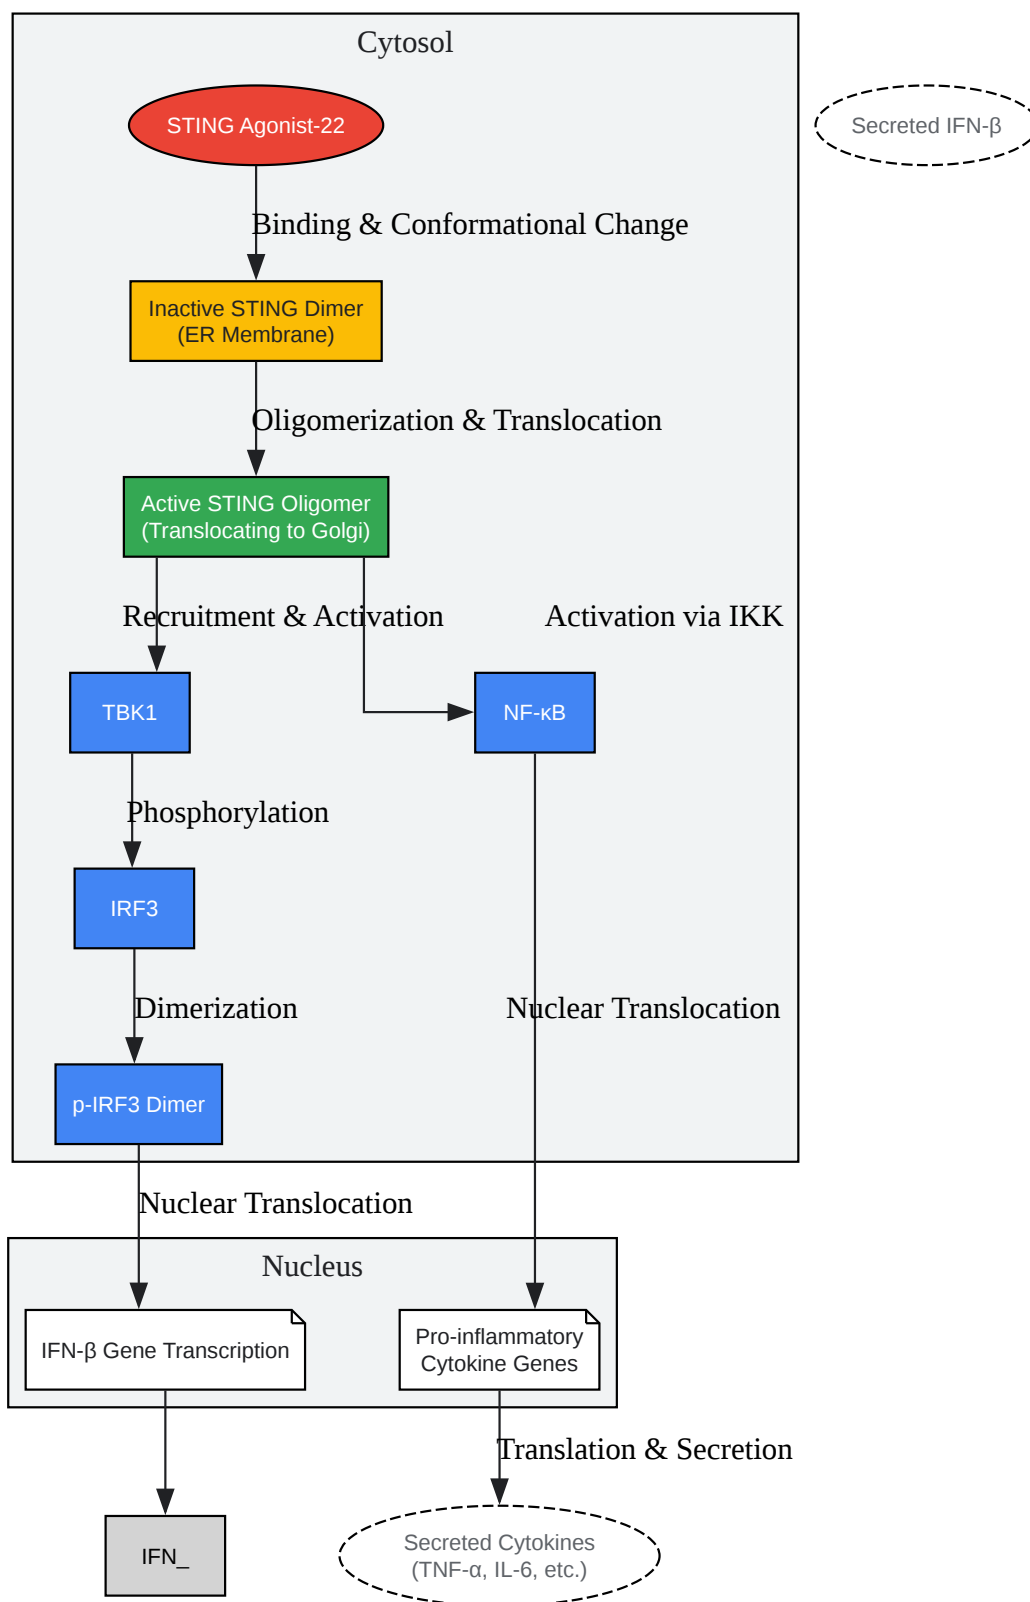 Cytosol
STING Agonist-22
Secreted IFN-β
Binding & Conformational Change
Inactive STING Dimer
(ER Membrane)
Oligomerization & Translocation
Active STING Oligomer
(Translocating to Golgi)
Recruitment & Activation
Activation via IKK
TBK1
NF-κB
Phosphorylation
IRF3
Dimerization
Nuclear Translocation
p-IRF3 Dimer
Nuclear Translocation
Nucleus
IFN-β Gene Transcription
Pro-inflammatory
Cytokine Genes
Translation & Secretion
IFN_
Secreted Cytokines
(TNF-α, IL-6, etc.)